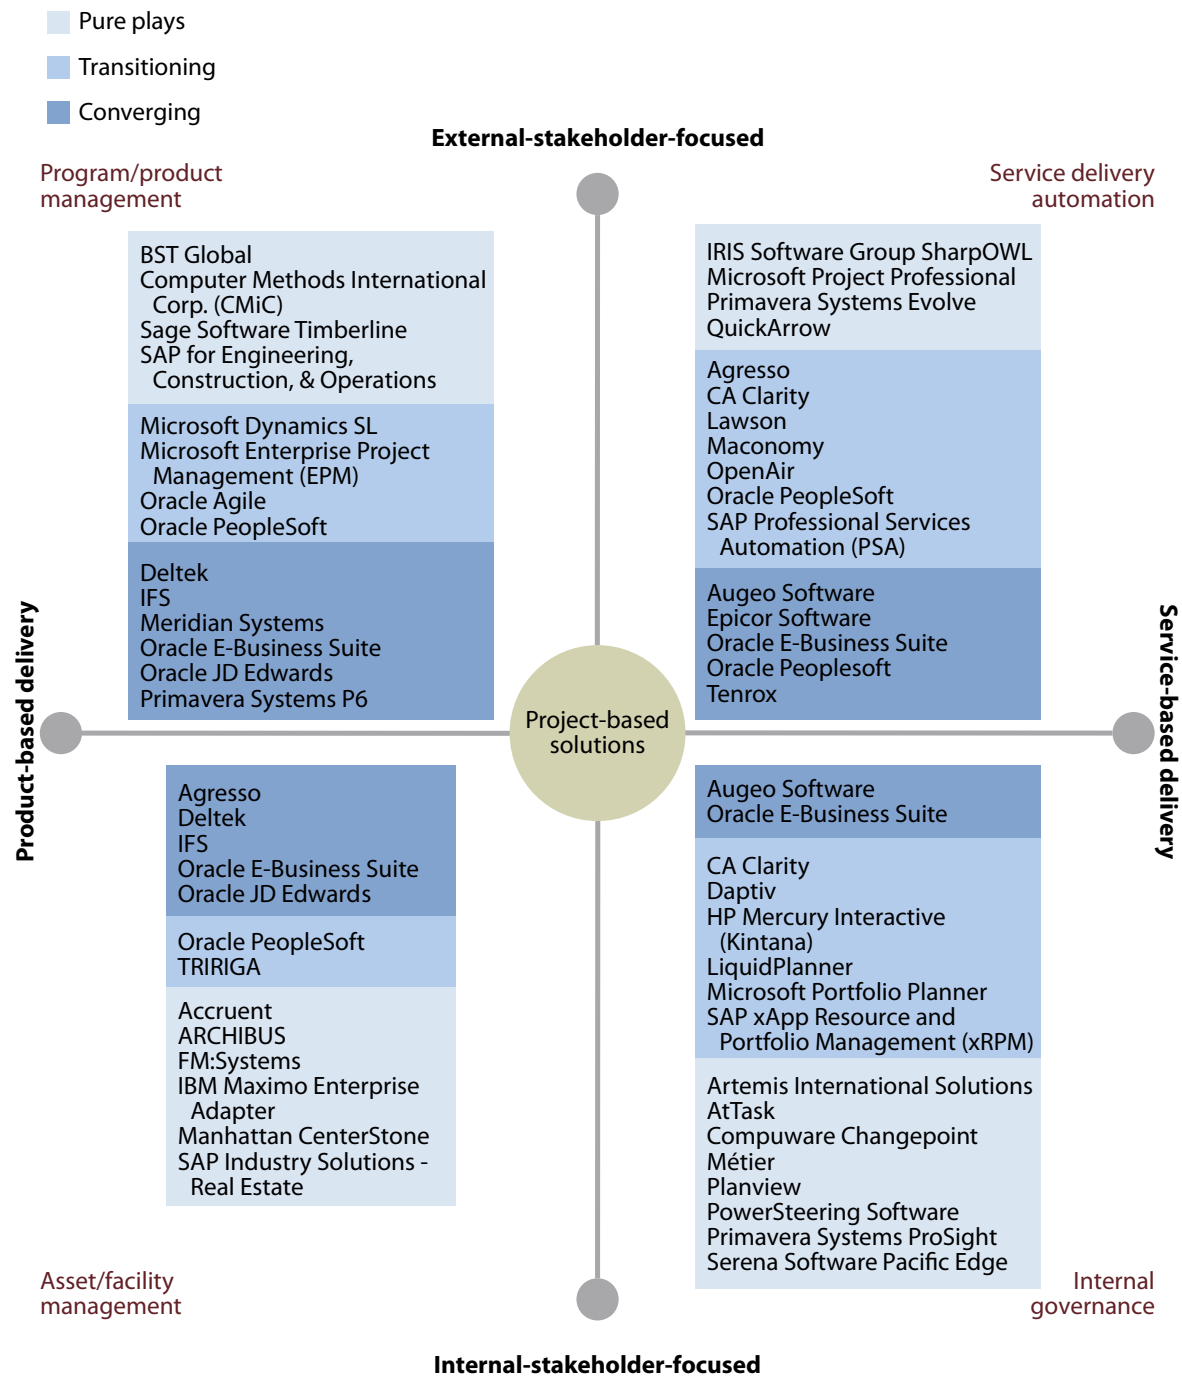 Pure plays
Transitioning
Converging
External-stakeholder-focused
Program/product
management
Service delivery
automation
BST Global
Computer Methods International
Corp. (CMiC)
Sage Software Timberline
SAP for Engineering,
Construction, & Operations
Microsoft Dynamics SL
Microsoft Enterprise Project
Management (EPM)
Oracle Agile
Oracle PeopleSoft
Deltek
IFS
Meridian Systems
Oracle E-Business Suite
Oracle JD Edwards
Primavera Systems P6
IRIS Software Group SharpOWL
Microsoft Project Professional
Primavera Systems Evolve
QuickArrow
Agresso
CA Clarity
Lawson
Maconomy
OpenAir
Oracle PeopleSoft
SAP Professional Services
Automation (PSA)
Augeo Software
Epicor Software
Oracle E-Business Suite
Oracle Peoplesoft
Tenrox
Product-based delivery
Project-based
solutions
Service-based delivery
Agresso
Deltek
IFS
Oracle E-Business Suite
Oracle JD Edwards
Oracle PeopleSoft
TRIRIGA
Accruent
ARCHIBUS
FM:Systems
IBM Maximo Enterprise
Adapter
Manhattan CenterStone
SAP Industry Solutions -
Real Estate
Augeo Software
Oracle E-Business Suite
CA Clarity
Daptiv
HP Mercury Interactive
(Kintana)
LiquidPlanner
Microsoft Portfolio Planner
SAP xApp Resource and
Portfolio Management (xRPM)
Artemis International Solutions
AtTask
Compuware Changepoint
Métier
Planview
PowerSteering Software
Primavera Systems ProSight
Serena Software Pacific Edge
Asset/facility
management
Internal
governance
Internal-stakeholder-focused